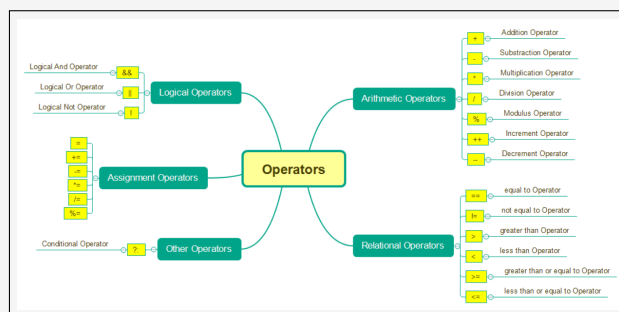 Operators
Logical Operators
Logical And Operator
&&
Logical Or Operator
||
Logical Not Operator
!
Assignment Operators
=
+=
-=
*=
/=
%=
Other Operators
Conditional Operator
?
Arithmetic Operators
+
Addition Operator
-
Substraction Operator
*
Multiplication Operator
/
Division Operator
%
Modulus Operator
++
Increment Operator
--
Decrement Operator
Relational Operators
==
equal to Operator
!=
not equal to Operator
>
greater than Operator
<
less than Operator
>=
greater than or equal to Operator
<=
less than or equal to Operator